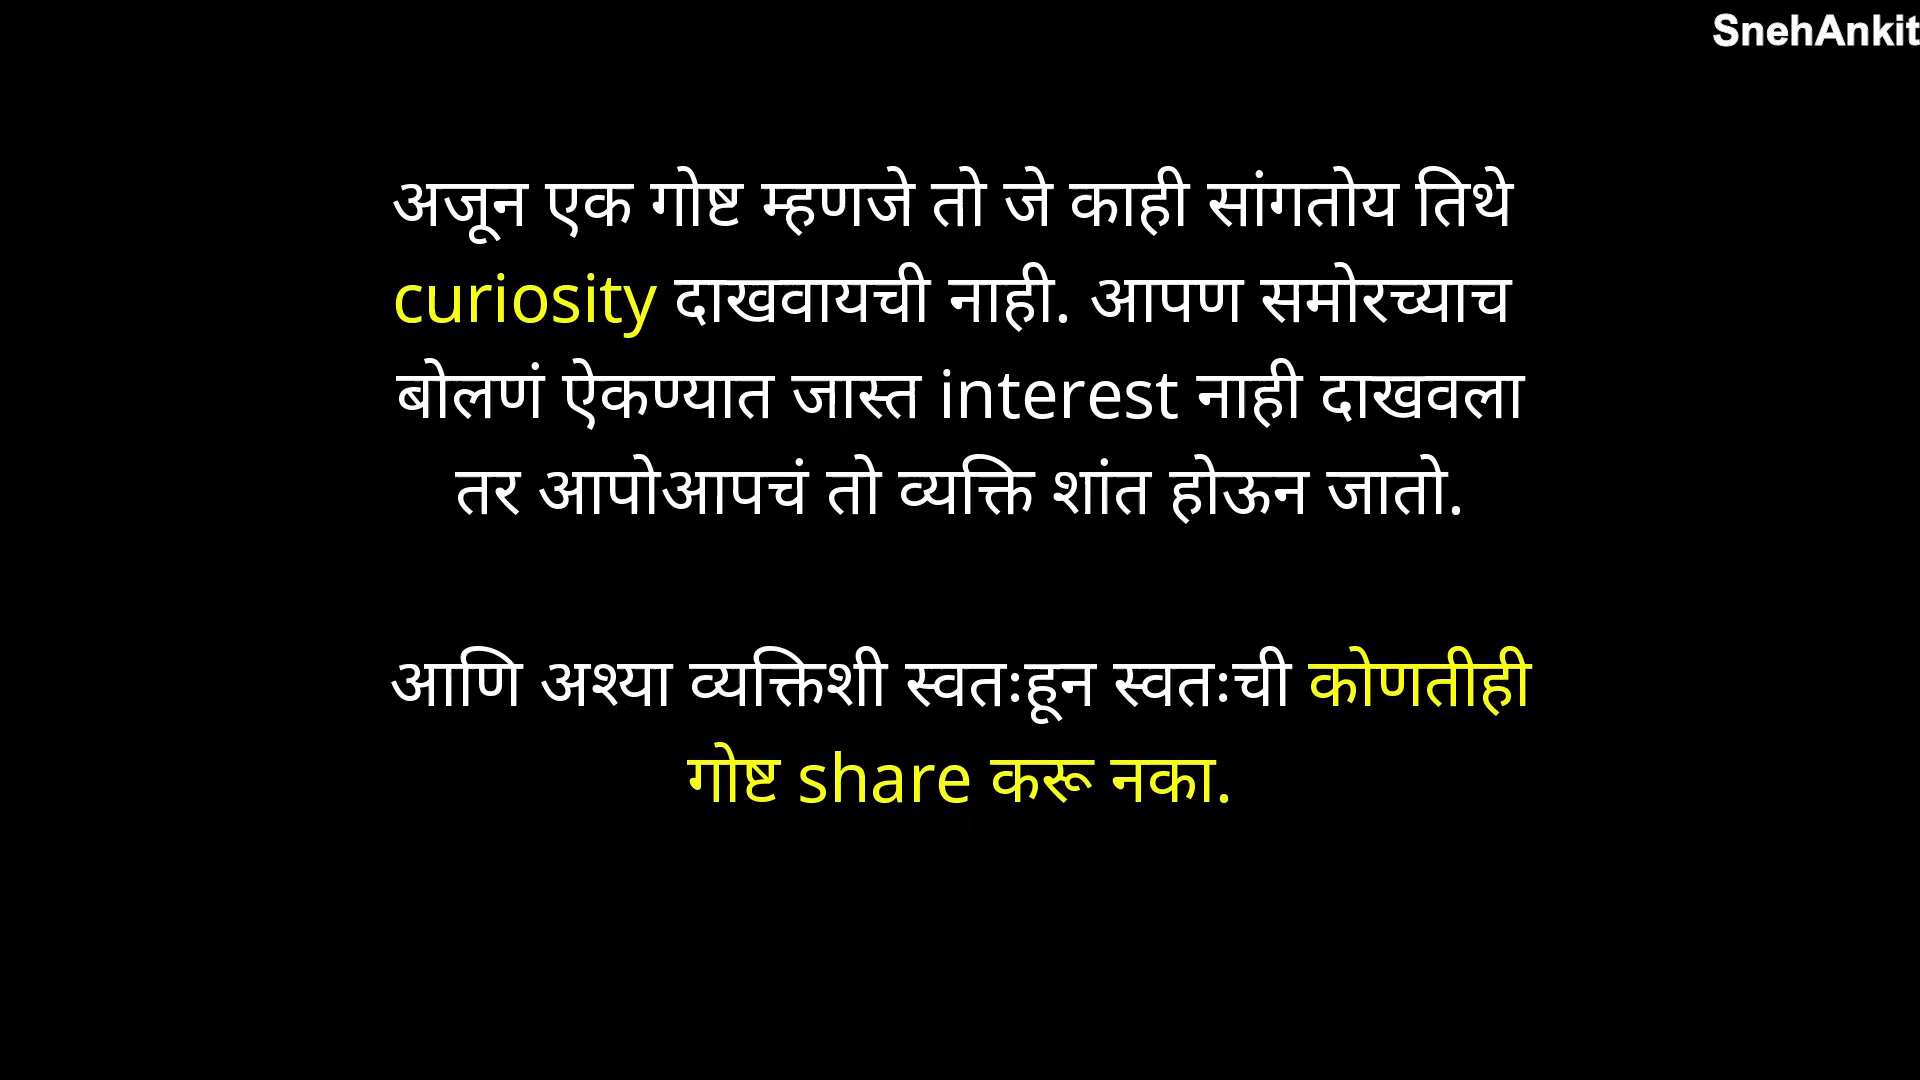 SnehAnkit
अजून एक गोष्ट म्हणजे तो जे काही सांगतोय तिथे
curiosity दाखवायची नाही. आपण समोरच्याच
बोलणं ऐकण्यात जास्त interest नाही दाखवला
तर आपोआपचं तो व्यक्ति शांत होऊन जातो.
आणि अश्या व्यक्तिशी स्वतःहून स्वतःची कोणतीही
गोष्ट share करू नका.